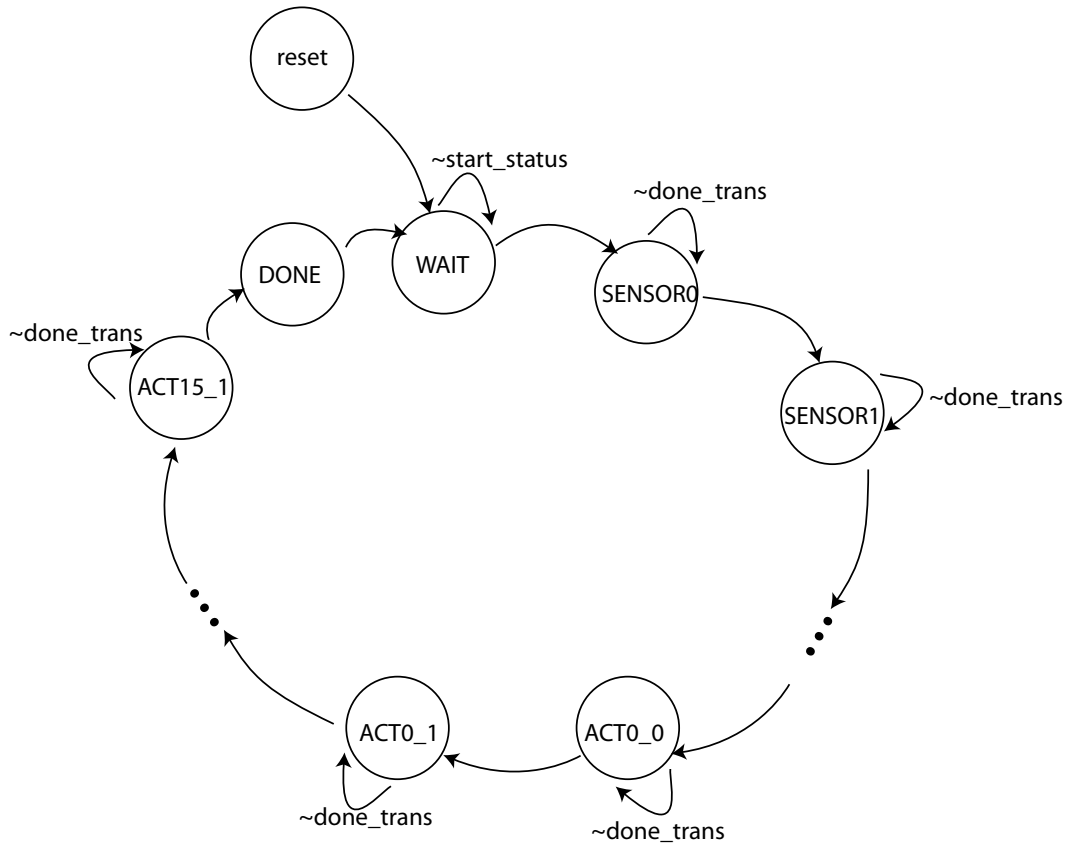 reset
~start_status
WAIT
~done_trans
SENSOR0
~done_trans
SENSOR1
~done_trans
ACT0_0
~done_trans
ACT0_1
~done_trans
ACT15_1
DONE